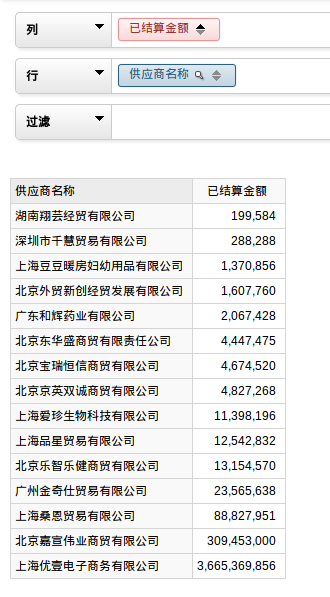 列 已结算金额
行 供应商名称
过滤
供应商名称 已结算金额
湖南翔芸经贸有限公司 199,584
深圳市千慧贸易有限公司 288,288
上海豆豆暖房妇幼用品有限公司 1,370,856
北京外贸新创经贸发展有限公司 1,607,760
广东和辉药业有限公司 2,067,428
北京东华盛商贸有限责任公司 4,447,475
北京宝瑞恒信商贸有限公司 4,674,520
北京京英双诚商贸有限公司 4,827,268
上海爱珍生物科技有限公司 11,398,196
上海品星贸易有限公司 12,542,832
北京乐智乐健商贸有限公司 13,154,570
广州金奇仕贸易有限公司 23,565,638
上海桑恩贸易有限公司 88,827,951
北京嘉宣伟业商贸有限公司 309,453,000
上海优壹电子商务有限公司 3,665,369,856